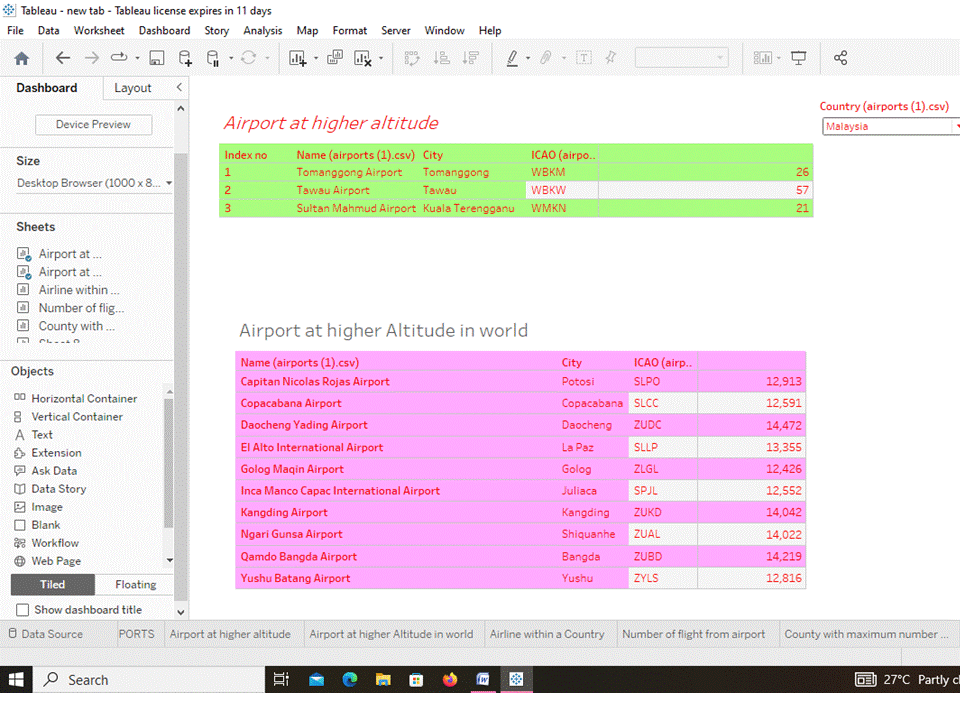 Tableau - new tab - Tableau license expires in 11 days
File Data Worksheet Dashboard Story Analysis Map Format Server Window Help
Dashboard Layout
Device Preview
Size
Desktop Browser (1000 x 8...
Sheets
Airport at ...
Airport at ...
Airline within ...
Number of flig...
County with ...
Objects
Horizontal Container
Vertical Container
Text
Extension
Ask Data
Data Story
Image
Blank
Workflow
Web Page
Tiled Floating
Show dashboard title
Airport at higher altitude
Country (airports (1).csv)
Malaysia
Index no Name (airports (1).csv) City ICAO (airpo..
1 Tomanggong Airport Tomanggong WBKM 26
2 Tawau Airport Tawau WBKW 57
3 Sultan Mahmud Airport Kuala Terengganu WMKN 21
Airport at higher Altitude in world
Name (airports (1).csv) City ICAO (airp..
Capitan Nicolas Rojas Airport Potosi SLPO 12,913
Copacabana Airport Copacabana SLCC 12,591
Daocheng Yading Airport Daocheng ZUDC 14,472
El Alto International Airport La Paz SLLP 13,355
Golog Maqin Airport Golog ZLGL 12,426
Inca Manco Capac International Airport Juliaca SPJL 12,552
Kangding Airport Kangding ZUKD 14,042
Ngari Gunsa Airport Shiquanhe ZUAL 14,022
Qamdo Bangda Airport Bangda ZUBD 14,219
Yushu Batang Airport Yushu ZYLS 12,816
Data Source PORTS Airport at higher altitude Airport at higher Altitude in world Airline within a Country Number of flight from airport County with maximum number ...
Search 27°C Partly cl